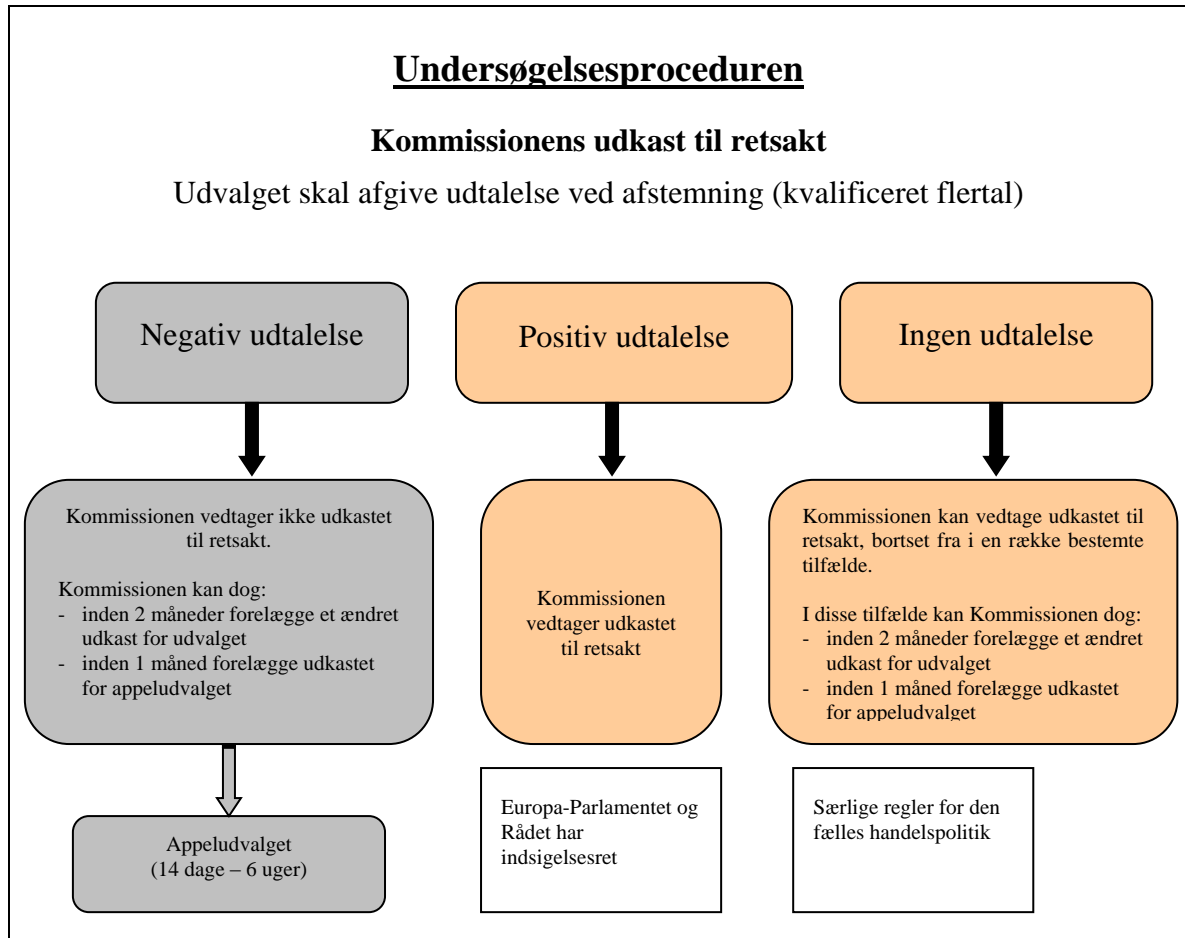 Undersøgelsesproceduren
Kommissionens udkast til retsakt
Udvalget skal afgive udtalelse ved afstemning (kvalificeret flertal)
Negativ udtalelse
Positiv udtalelse
Ingen udtalelse
Kommissionen vedtager ikke udkastet
til retsakt.
Kommissionen kan dog:
- inden 2 måneder forelægge et ændret
udkast for udvalget
- inden 1 måned forelægge udkastet
for appeludvalget
Kommissionen
vedtager udkastet
til retsakt
Kommissionen kan vedtage udkastet til
retsakt, bortset fra i en række bestemte
tilfælde.
I disse tilfælde kan Kommissionen dog:
- inden 2 måneder forelægge et ændret
udkast for udvalget
- inden 1 måned forelægge udkastet
for appeludvalget
Appeludvalget
(14 dage – 6 uger)
Europa-Parlamentet og
Rådet har
indsigelsesret
Særlige regler for den
fælles handelspolitik